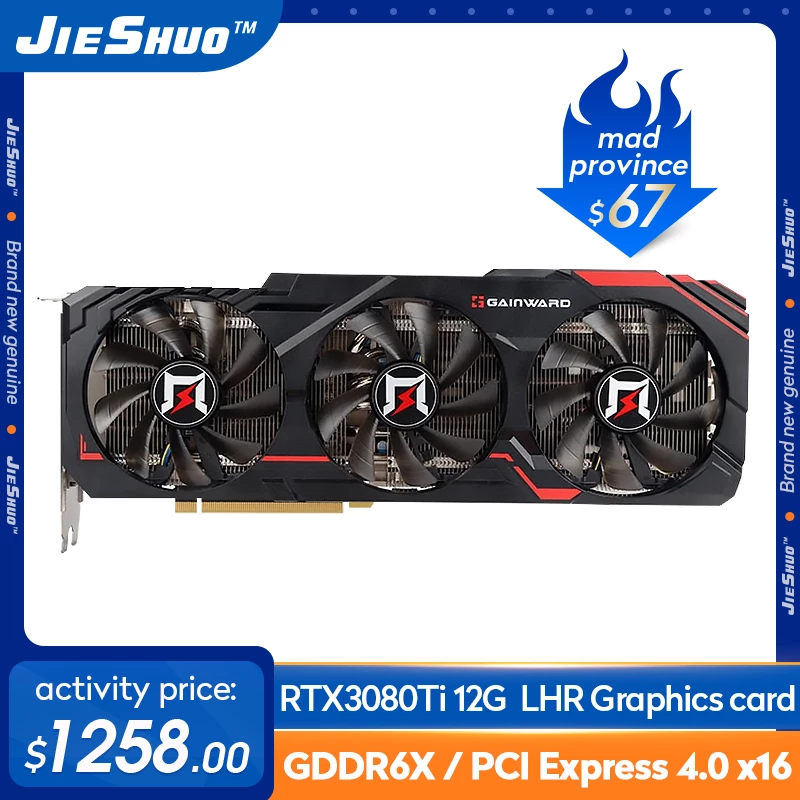 JIESHUO™
mad
province
$67
GAINWARD
JIESHUO™
Brand new genuine
JIESHUO™
JIESHUO™
Brand new genuine
JIESHUO™
activity price:
$1258.00
RTX3080Ti 12G LHR Graphics card
GDDR6X / PCI Express 4.0 x16